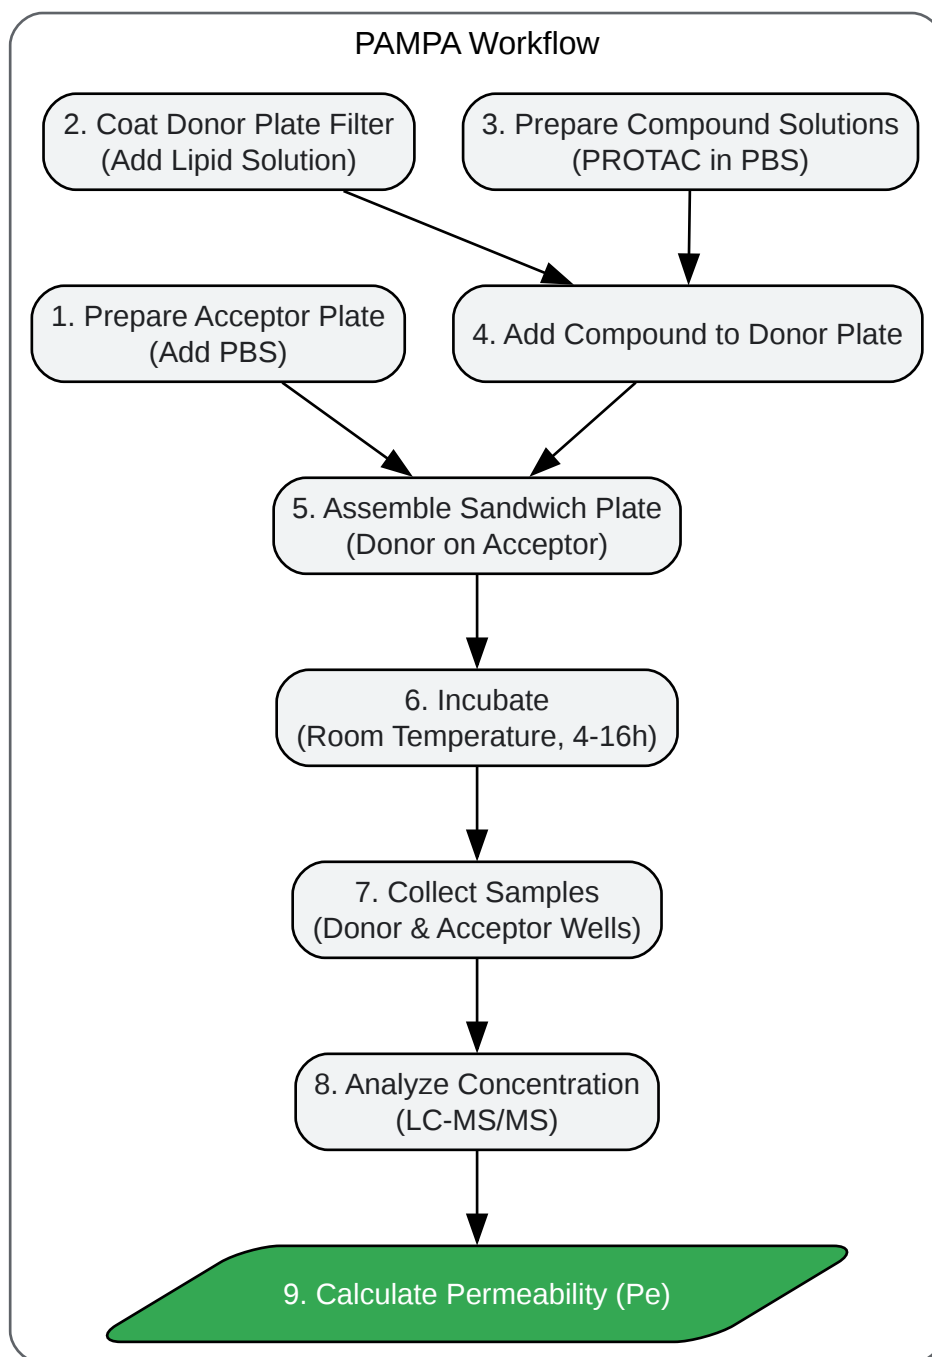 PAMPA Workflow
2. Coat Donor Plate Filter
(Add Lipid Solution)
3. Prepare Compound Solutions
(PROTAC in PBS)
1. Prepare Acceptor Plate
(Add PBS)
4. Add Compound to Donor Plate
5. Assemble Sandwich Plate
(Donor on Acceptor)
6. Incubate
(Room Temperature, 4-16h)
7. Collect Samples
(Donor & Acceptor Wells)
8. Analyze Concentration
(LC-MS/MS)
9. Calculate Permeability (Pe)